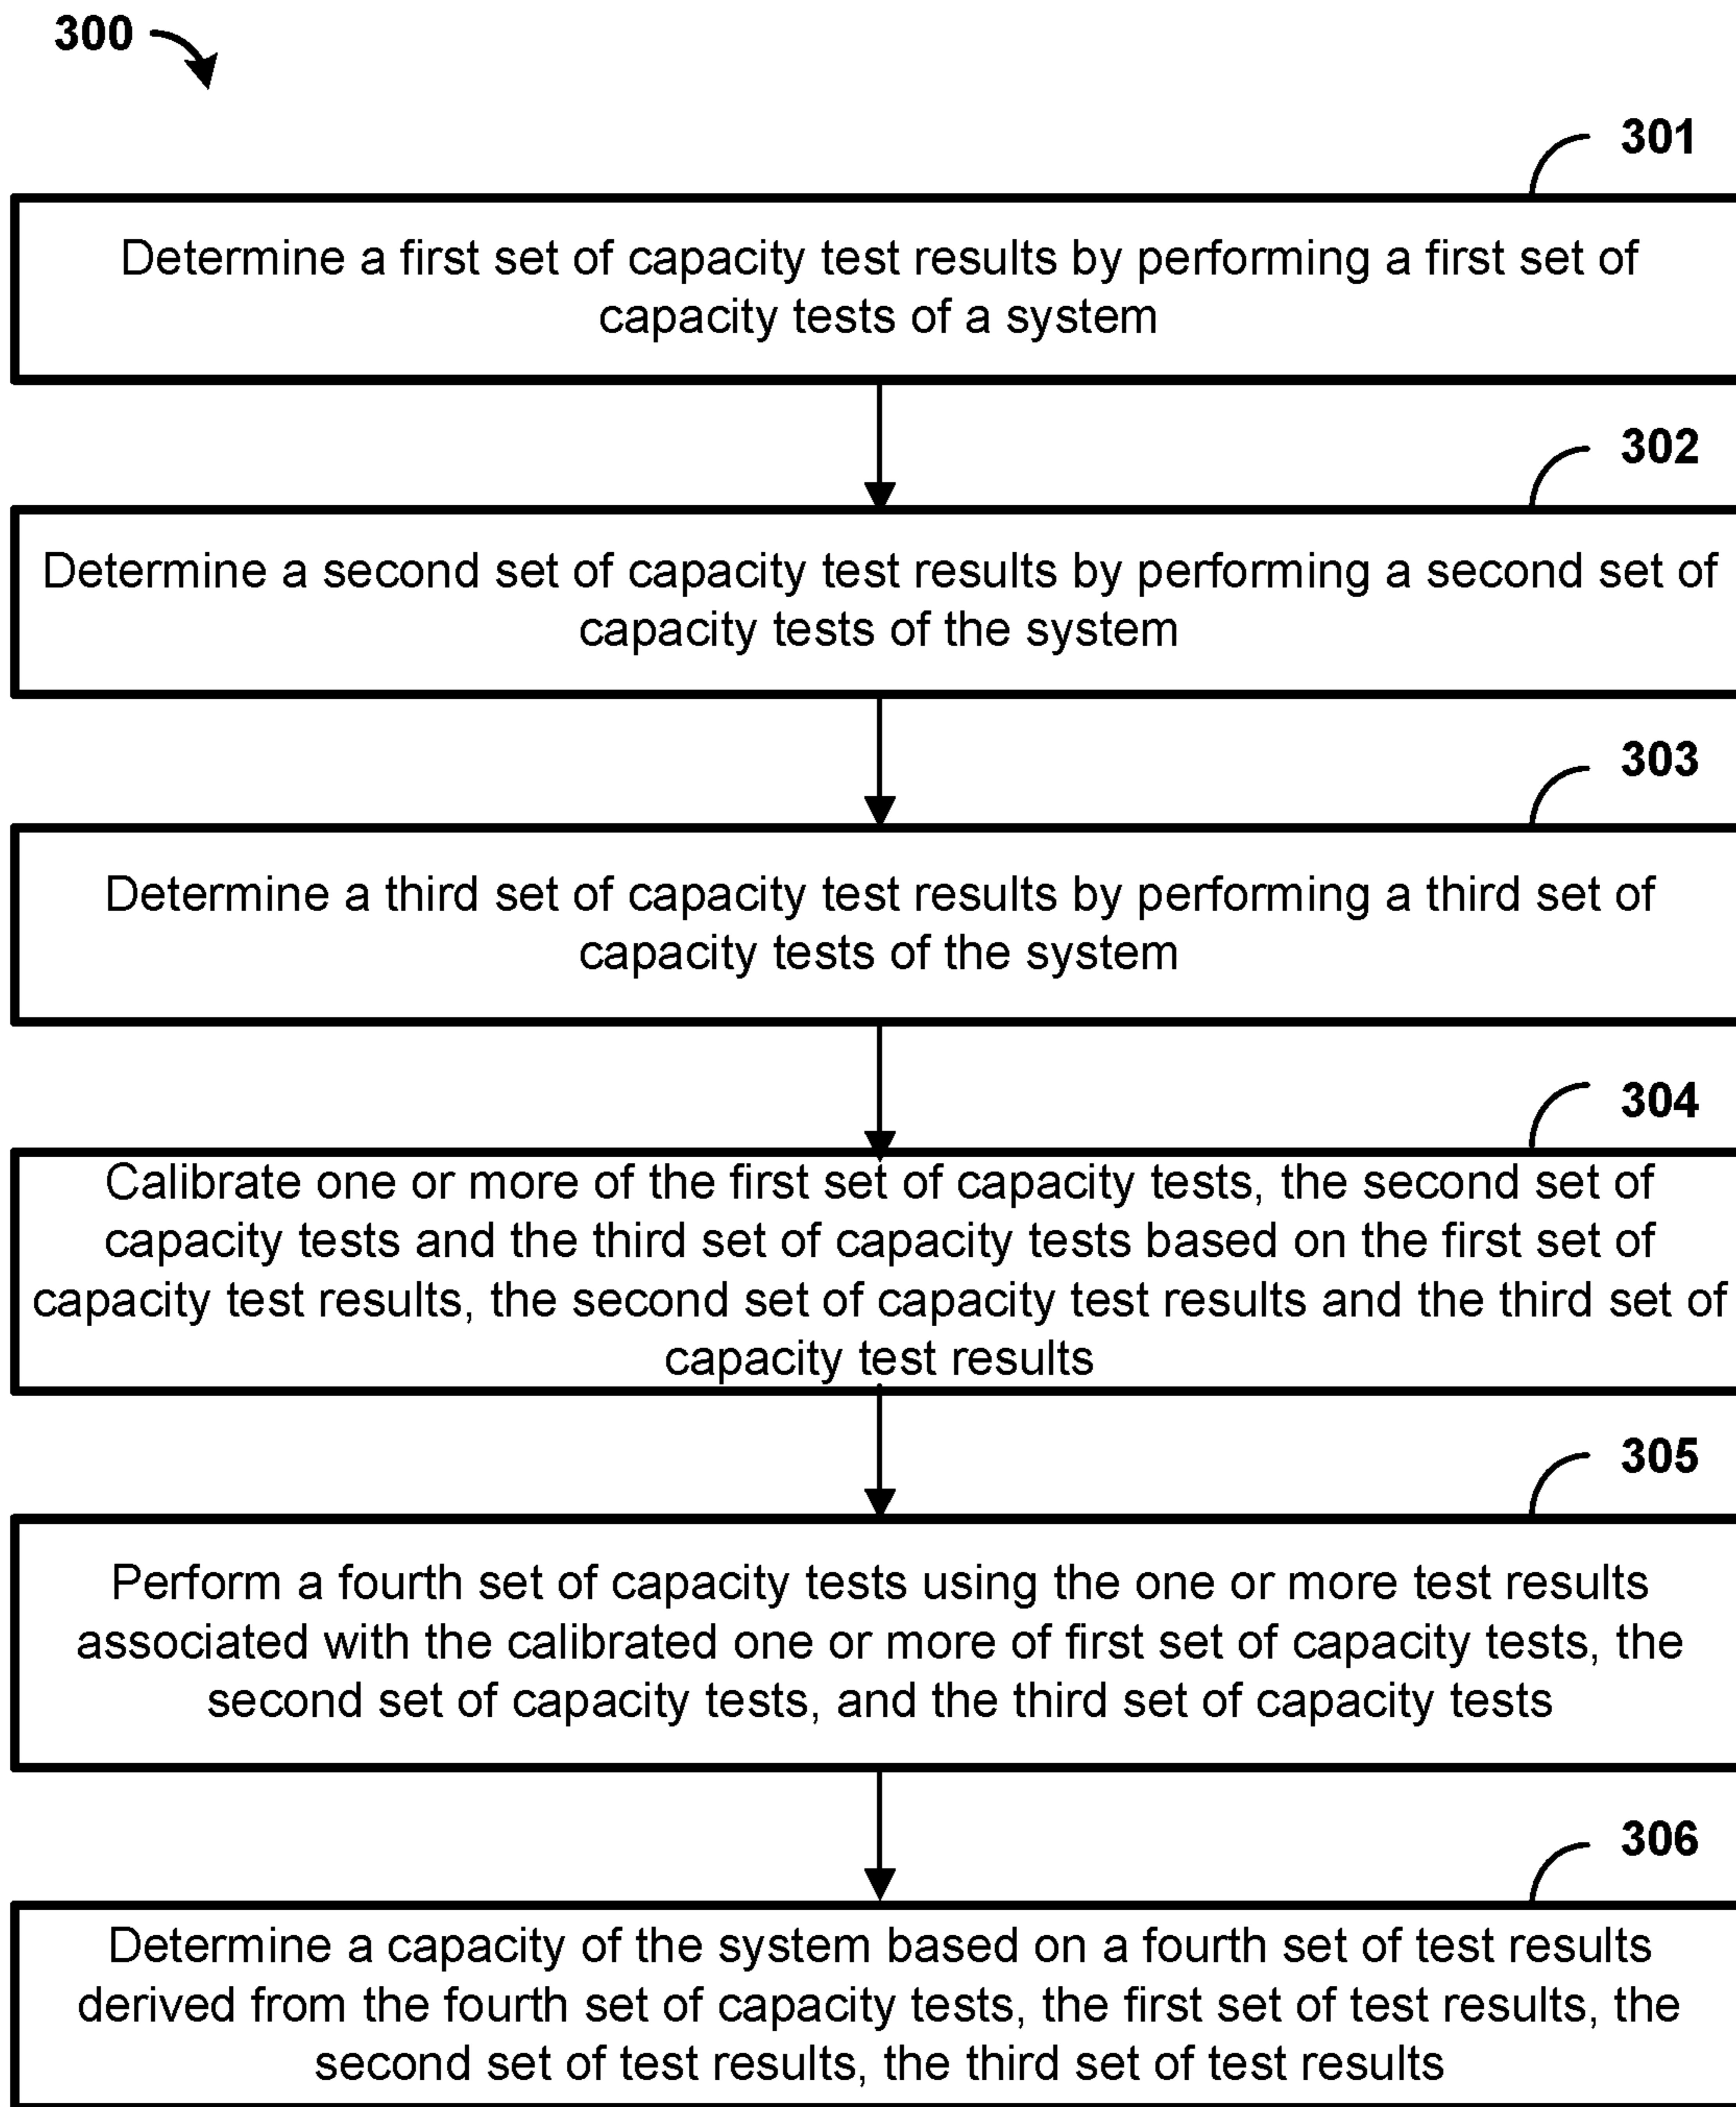 300
301
Determine a first set of capacity test results by performing a first set of
capacity tests of a system
302
Determine a second set of capacity test results by performing a second set of
capacity tests of the system
303
Determine a third set of capacity test results by performing a third set of
capacity tests of the system
304
Calibrate one or more of the first set of capacity tests, the second set of
capacity tests and the third set of capacity tests based on the first set of
capacity test results, the second set of capacity test results and the third set of
capacity test results
305
Perform a fourth set of capacity tests using the one or more test results
associated with the calibrated one or more of first set of capacity tests, the
second set of capacity tests, and the third set of capacity tests
306
Determine a capacity of the system based on a fourth set of test results
derived from the fourth set of capacity tests, the first set of test results, the
second set of test results, the third set of test results